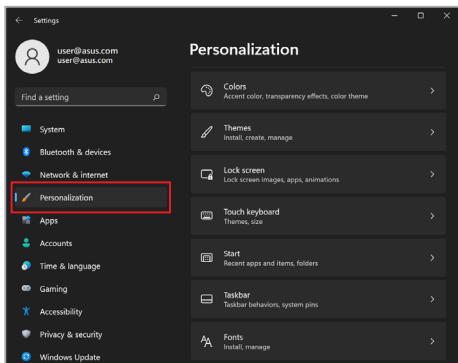 Settings
user@asus.com
user@asus.com
Find a setting
System
Bluetooth & devices
Network & internet
Personalization
Apps
Accounts
Time & language
Gaming
Accessibility
Privacy & security
Windows Update
Personalization
Colors
Accent color, transparency effects, color theme
Themes
Install, create, manage
Lock screen
Lock screen images, apps, animations
Touch keyboard
Themes, size
Start
Recent apps and items, folders
Taskbar
Taskbar behaviors, system pins
Fonts
Install, manage